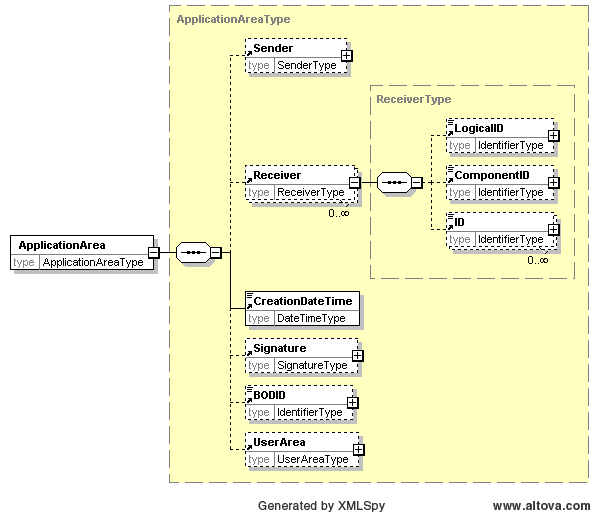 ApplicationAreaType
Sender
type SenderType
ReceiverType
LogicalID
type IdentifierType
Receiver
type ReceiverType
0..∞
ComponentID
type IdentifierType
ID
type IdentifierType
0..∞
ApplicationArea
type ApplicationAreaType
CreationDateTime
type DateTimeType
Signature
type SignatureType
BODID
type IdentifierType
UserArea
type UserAreaType
Generated by XMLSpy
www.altova.com